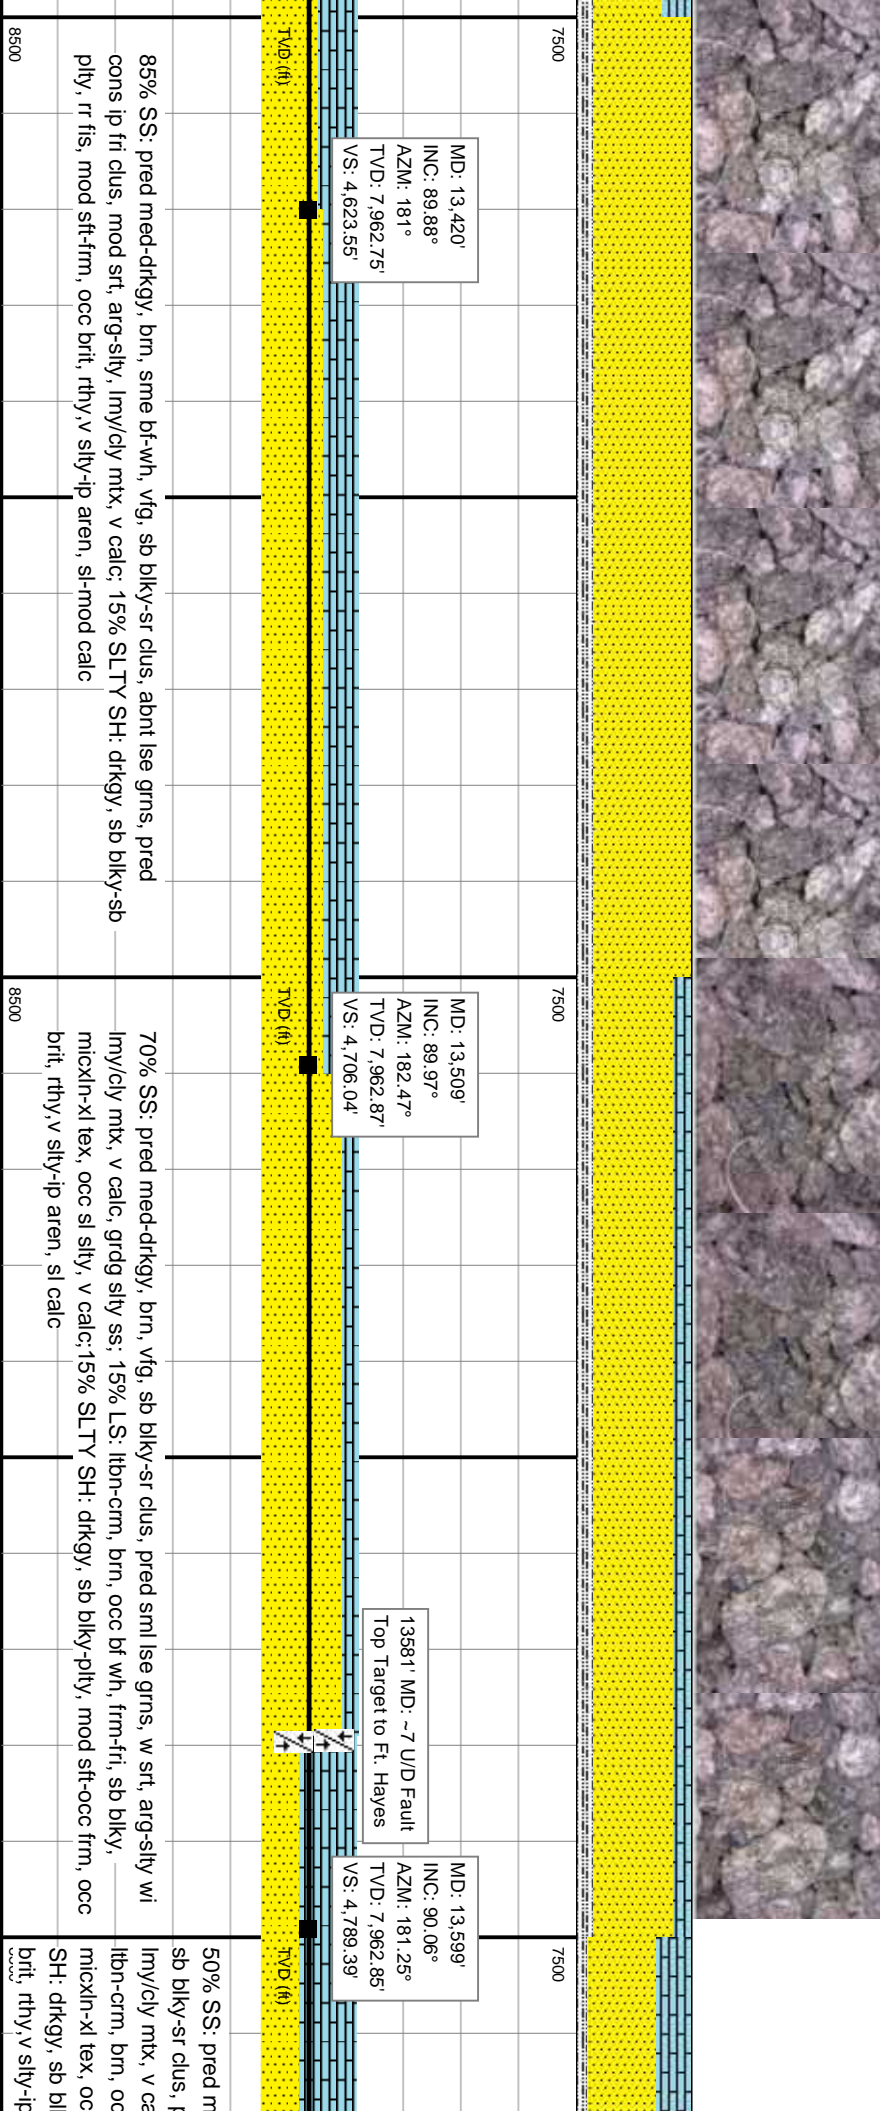 7500
MD: 13,420'
INC: 89.88°
AZM: 181°
TVD: 7,962.75'
VS: 4,623.55'
TVD (ft)
85% SS: pred med-drkgy, brn, sme bf-wh, vfg, sb blky-sr clus, abnt lse grns, pred
cons ip fri clus, mod srt, arg-slty, lmy/cly mtx, v calc; 15% SLTY SH: drkgy, sb blky-sb
plty, rr fis, mod sft-frm, occ brit, rthy,v slty-ip aren, sl-mod calc
8500
7500
MD: 13,509'
INC: 89.97°
AZM: 182.47°
TVD: 7,962.87'
VS: 4,706.04'
TVD (ft)
70% SS: pred med-drkgy, brn, vfg, sb blky-sr clus, pred sml lse grns, w srt, arg-slty wi
lmy/cly mtx, v calc, grdg slty ss; 15% LS: ltbn-crm, brn, occ bf wh, frm-fri, sb blky,
micxln-xl tex, occ sl slty, v calc;15% SLTY SH: drkgy, sb blky-plty, mod sft-occ frm, occ
brit, rthy,v slty-ip aren, sl calc
8500
13581' MD: ~7 U/D Fault
Top Target to Ft. Hayes
7500
MD: 13,599'
INC: 90.06°
AZM: 181.25°
TVD: 7,962.85'
VS: 4,789.39'
TVD (ft)
50% SS: pred m
sb blky-sr clus, p
lmy/cly mtx, v ca
ltbn-crm, brn, oc
micxln-xl tex, oc
SH: drkgy, sb bl
brit, rthy,v slty-ip